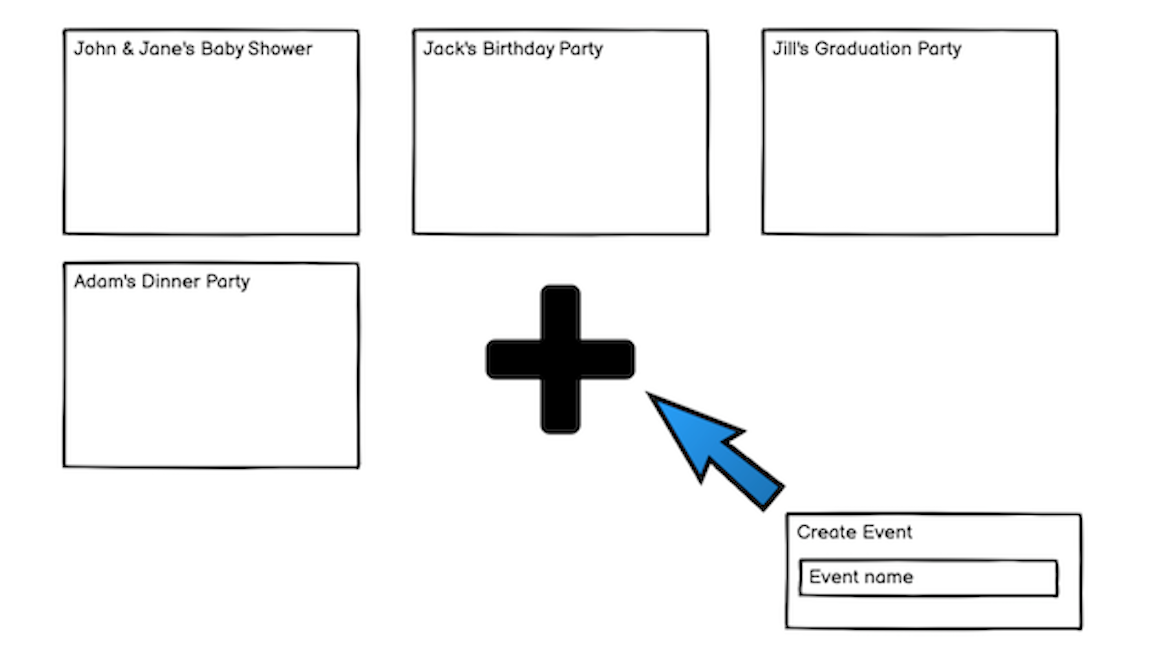 John & Jane's Baby Shower
Jack's Birthday Party
Jill's Graduation Party
Adam's Dinner Party
Create Event
Event name